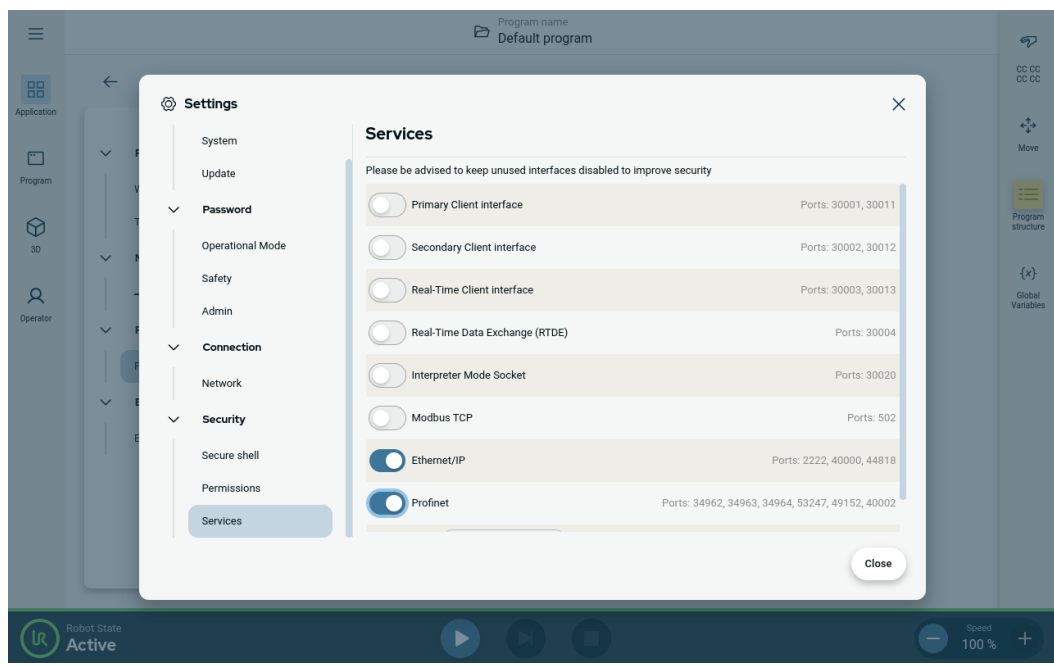 Program name
Default program
Application
Program
3D
Operator
Settings
System
Update
Password
Operational Mode
Safety
Admin
Connection
Network
Security
Secure shell
Permissions
Services
Services
Please be advised to keep unused interfaces disabled to improve security
Primary Client interface Ports: 30001, 30011
Secondary Client interface Ports: 30002, 30012
Real-Time Client interface Ports: 30003, 30013
Real-Time Data Exchange (RTDE) Ports: 30004
Interpreter Mode Socket Ports: 30020
Modbus TCP Ports: 502
Ethernet/IP Ports: 2222, 40000, 44818
Profinet Ports: 34962, 34963, 34964, 53247, 49152, 40002
Close
CC CC
CC CC
Move
Program
structure
{x}
Global
Variables
UR
Robot State
Active
Speed
100 %